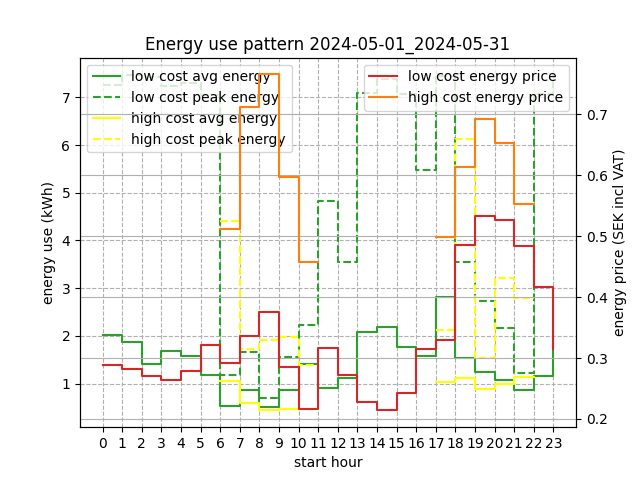 Energy use pattern 2024-05-01_2024-05-31
low cost avg energy
low cost peak energy
high cost avg energy
high cost peak energy
low cost energy price
high cost energy price
energy use (kWh)
7
6
5
4
3
2
1
0.7
0.6
0.5
0.4
0.3
0.2
energy price (SEK incl VAT)
0 1 2 3 4 5 6 7 8 9 10 11 12 13 14 15 16 17 18 19 20 21 22 23
start hour